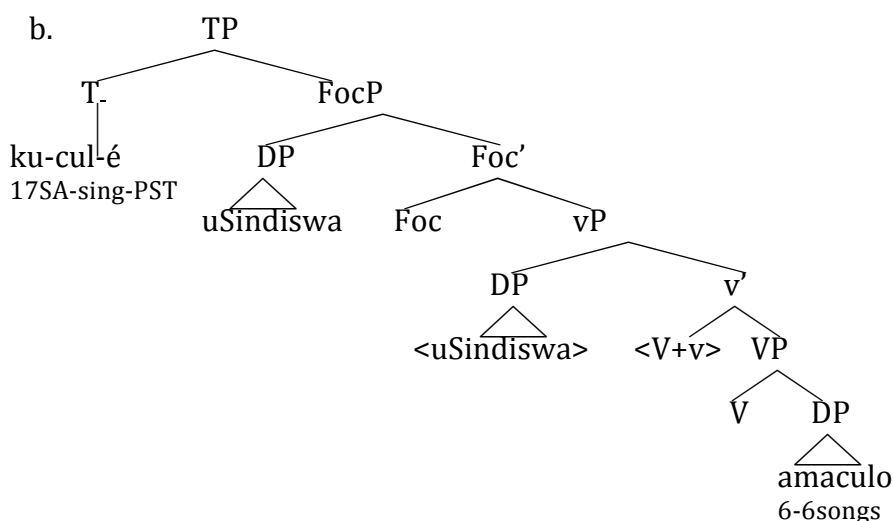 b. TP
T- FocP
ku-cul-é DP Foc’
17SA-sing-PST
uSindiswa Foc vP
DP v’
<uSindiswa> <V+v> VP
V DP
amaculo
6-6songs